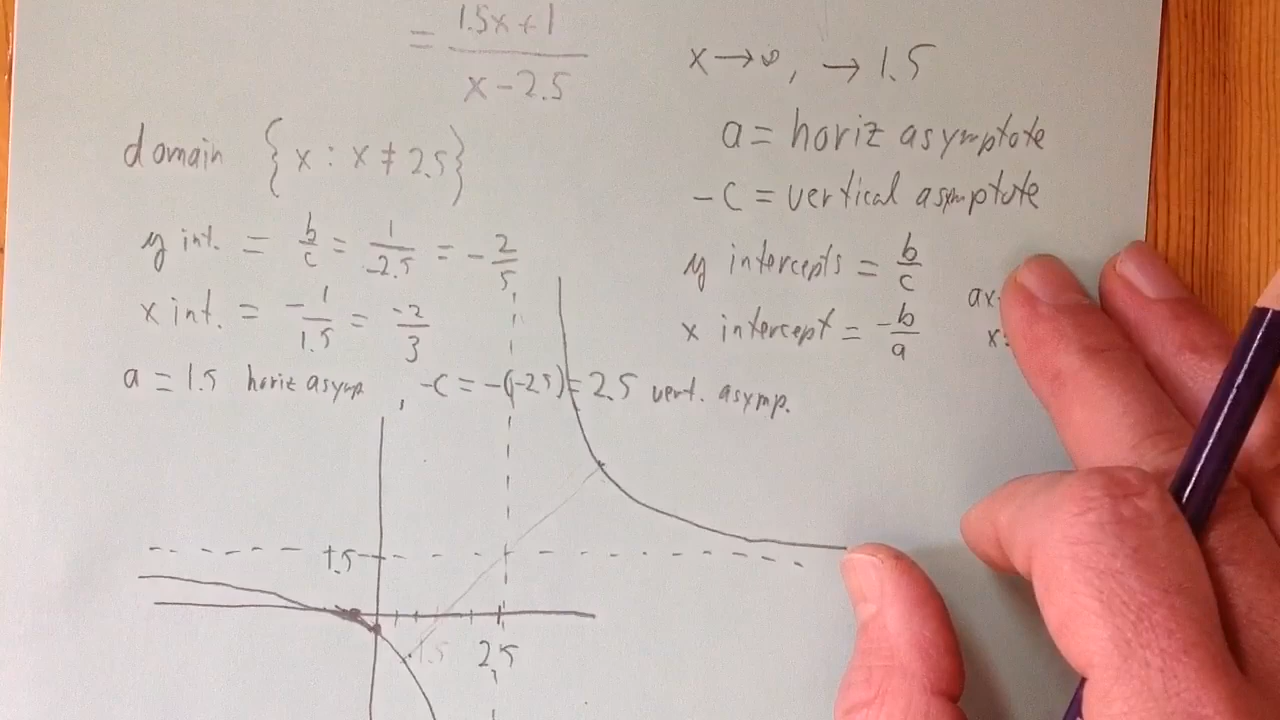 = (1.5x+1)/(x-2.5)
x→∞, →1.5
a = horiz asymptote
-c = vertical asymptote
y intercepts = b/c
x intercept = -b/a
ax
x=
domain {x : x ≠ 2.5}
y int. = b/c = 1/-2.5 = -2/5
x int. = -1/1.5 = -2/3
a = 1.5 horiz asymp, -c = -(-2.5) = 2.5 vert. asymp.
1.5
1.5
2.5